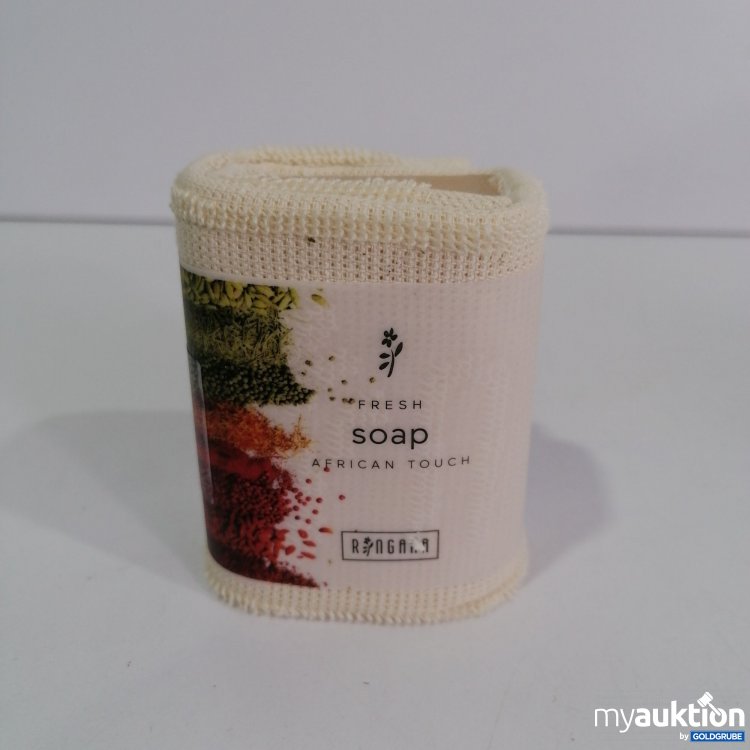 FRESH
soap
AFRICAN TOUCH
RINGANA
myauktion
by GOLDGRUBE